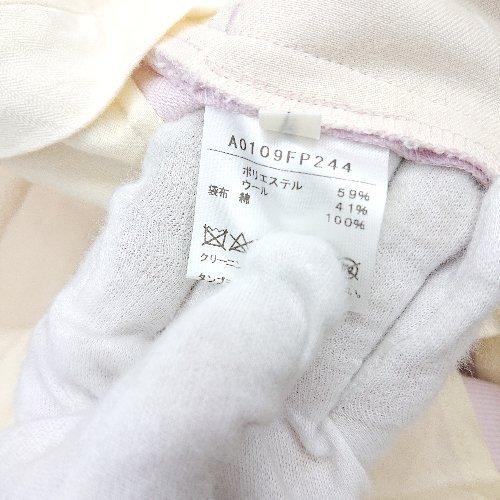 A0109FP244
ポリエステル 59%
ウール 41%
袋布 綿 100%
クリーニン
タンブ